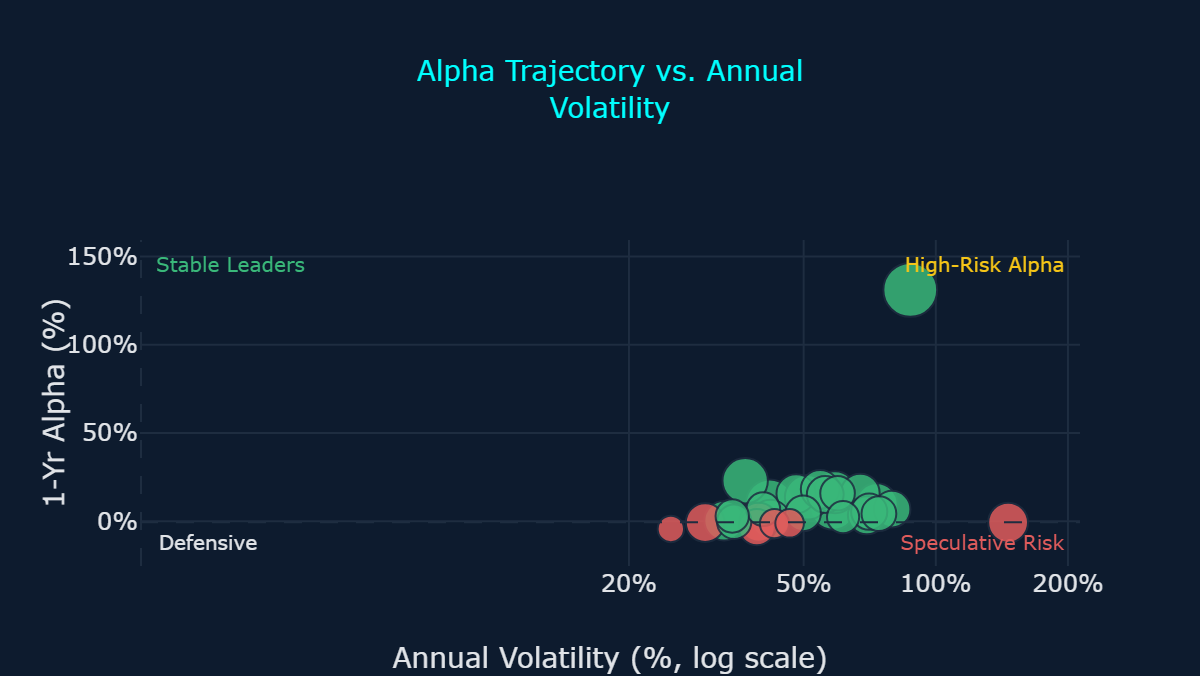 Alpha Trajectory vs. Annual
Volatility
150%
100%
50%
0%
1-Yr Alpha (%)
Stable Leaders
High-Risk Alpha
Defensive
Speculative Risk
20%
50%
100%
200%
Annual Volatility (%, log scale)